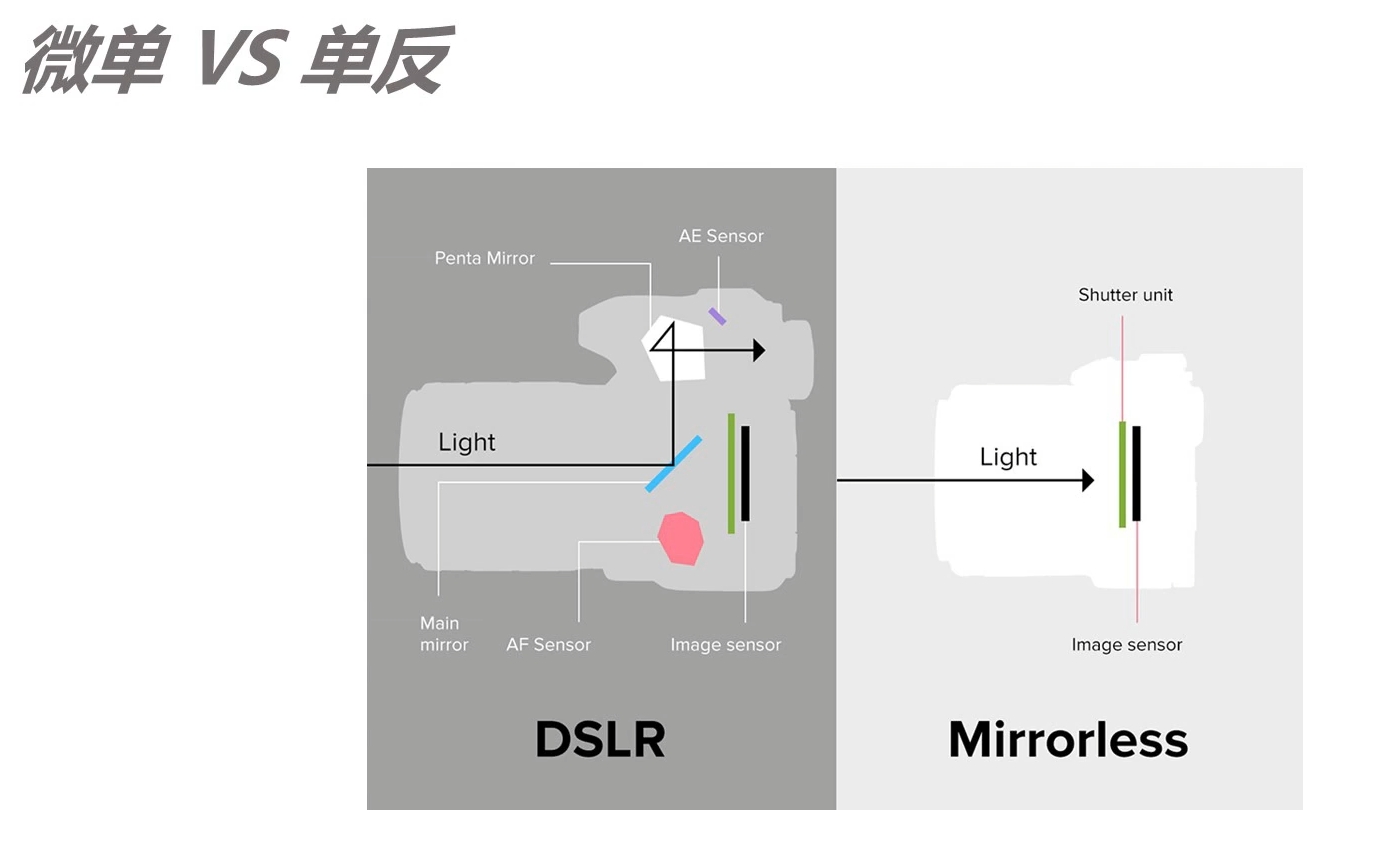 微单 VS 单反
AE Sensor
Penta Mirror
Light
Main
mirror
AF Sensor
Image sensor
DSLR
Shutter unit
Light
Image sensor
Mirrorless